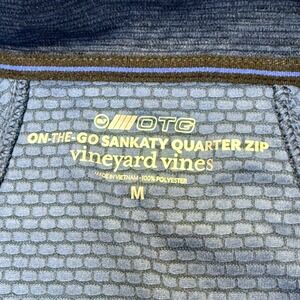 OTG
ON-THE-GO SANKATY QUARTER ZIP
vineyard vines
MADE IN VIETNAM · 100% POLYESTER
M